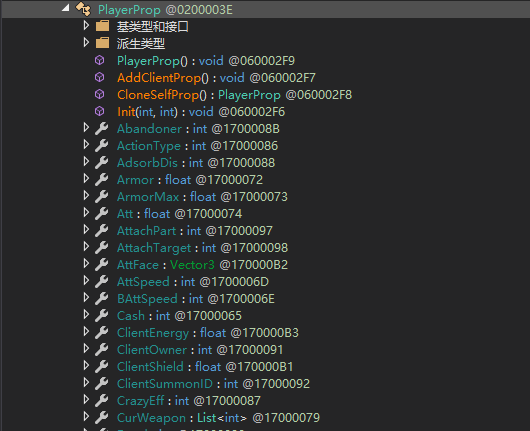 PlayerProp @0200003E
基类型和接口
派生类型
PlayerProp() : void @060002F9
AddClientProp() : void @060002F7
CloneSelfProp() : PlayerProp @060002F8
Init(int, int) : void @060002F6
Abandoner : int @1700008B
ActionType : int @17000086
AdsorbDis : int @17000088
Armor : float @17000072
ArmorMax : float @17000073
Att : float @17000074
AttachPart : int @17000097
AttachTarget : int @17000098
AttFace : Vector3 @170000B2
AttSpeed : int @1700006D
BAttSpeed : int @1700006E
Cash : int @17000065
ClientEnergy : float @170000B3
ClientOwner : int @17000091
ClientShield : float @170000B1
ClientSummonID : int @17000092
CrazyEff : int @17000087
CurWeapon : List<int> @17000079